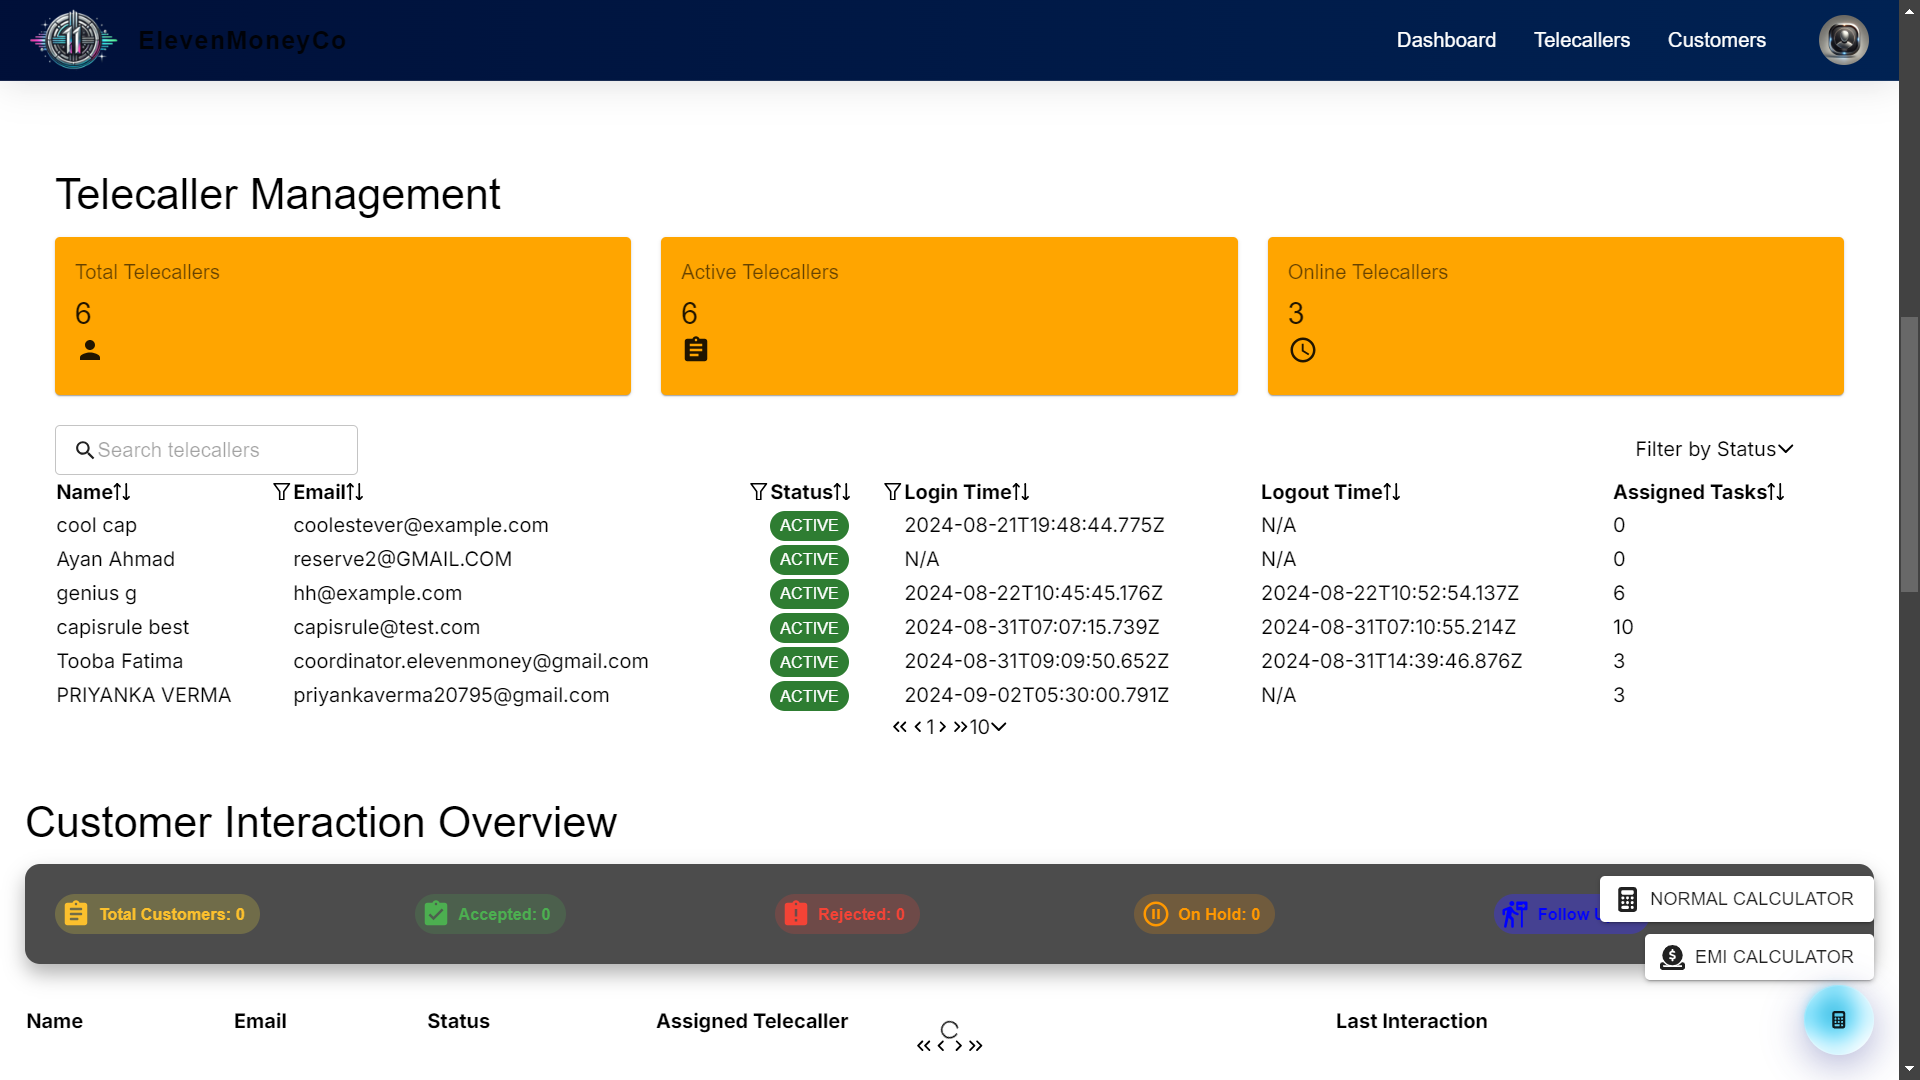 ElevenMoneyCo Dashboard Telecallers Customers
Telecaller Management
Total Telecallers
6
Active Telecallers
6
Online Telecallers
3
Search telecallers
Filter by Status
Name Email Status Login Time Logout Time Assigned Tasks
cool cap coolestever@example.com ACTIVE 2024-08-21T19:48:44.775Z N/A 0
Ayan Ahmad reserve2@GMAIL.COM ACTIVE N/A N/A 0
genius g hh@example.com ACTIVE 2024-08-22T10:45:45.176Z 2024-08-22T10:52:54.137Z 6
capisrule best capisrule@test.com ACTIVE 2024-08-31T07:07:15.739Z 2024-08-31T07:10:55.214Z 10
Tooba Fatima coordinator.elevenmoney@gmail.com ACTIVE 2024-08-31T09:09:50.652Z 2024-08-31T14:39:46.876Z 3
PRIYANKA VERMA priyankaverma20795@gmail.com ACTIVE 2024-09-02T05:30:00.791Z N/A 3
« ‹ 1 › » 10
Customer Interaction Overview
Total Customers: 0 Accepted: 0 Rejected: 0 On Hold: 0 Follow
NORMAL CALCULATOR
EMI CALCULATOR
Name Email Status Assigned Telecaller Last Interaction
« ‹ › »